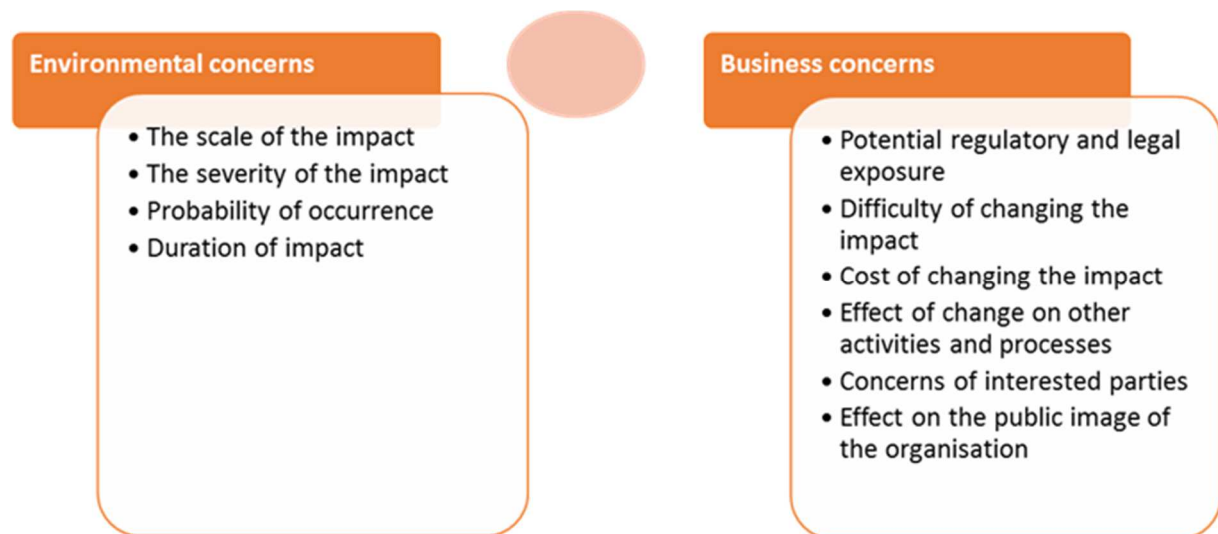 Environmental concerns
• The scale of the impact
• The severity of the impact
• Probability of occurrence
• Duration of impact
Business concerns
• Potential regulatory and legal
exposure
• Difficulty of changing the
impact
• Cost of changing the impact
• Effect of change on other
activities and processes
• Concerns of interested parties
• Effect on the public image of
the organisation